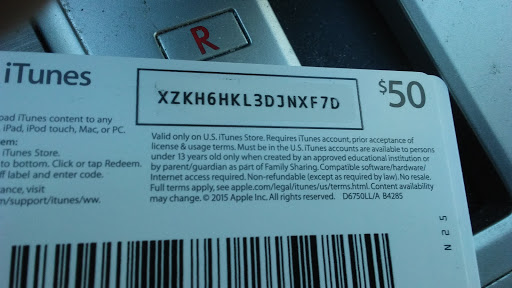 R
iTunes
XZKH6HKL3DJNXF7D
$50
oad iTunes content to any
iPad, iPod touch, Mac, or PC.
em:
iTunes Store.
to bottom. Click or tap Redeem.
ff label and enter code.
ance, visit
m/support/itunes/ww.
Valid only on U.S. iTunes Store. Requires iTunes account, prior acceptance of
license & usage terms. Must be in the U.S. iTunes accounts are available to persons
under 13 years old only when created by an approved educational institution or
by parent/guardian as part of Family Sharing. Compatible software/hardware/
Internet access required. Non-refundable (except as required by law). No resale.
Full terms apply, see apple.com/legal/itunes/us/terms.html. Content availability
may change. © 2015 Apple Inc. All rights reserved. D6750LL/A B4285
N25